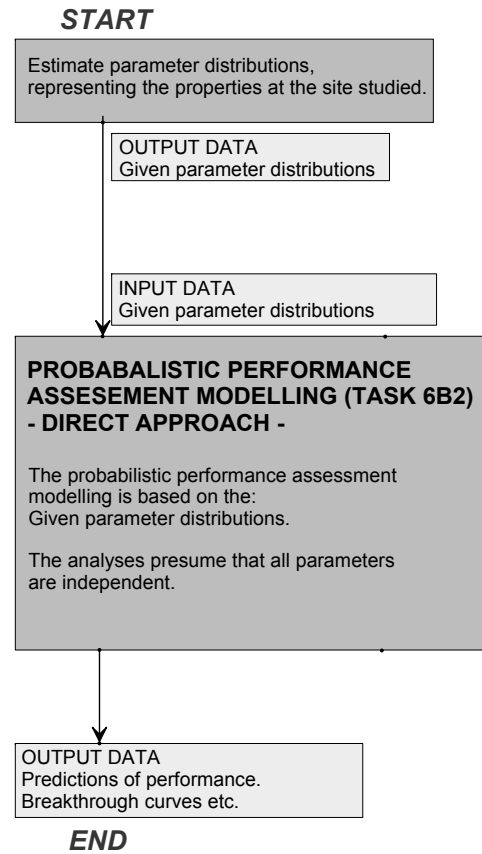 START
Estimate parameter distributions,
representing the properties at the site studied.
OUTPUT DATA
Given parameter distributions
INPUT DATA
Given parameter distributions
PROBABALISTIC PERFORMANCE
ASSESEMENT MODELLING (TASK 6B2)
- DIRECT APPROACH -
The probabilistic performance assessment
modelling is based on the:
Given parameter distributions.
The analyses presume that all parameters
are independent.
OUTPUT DATA
Predictions of performance.
Breakthrough curves etc.
END